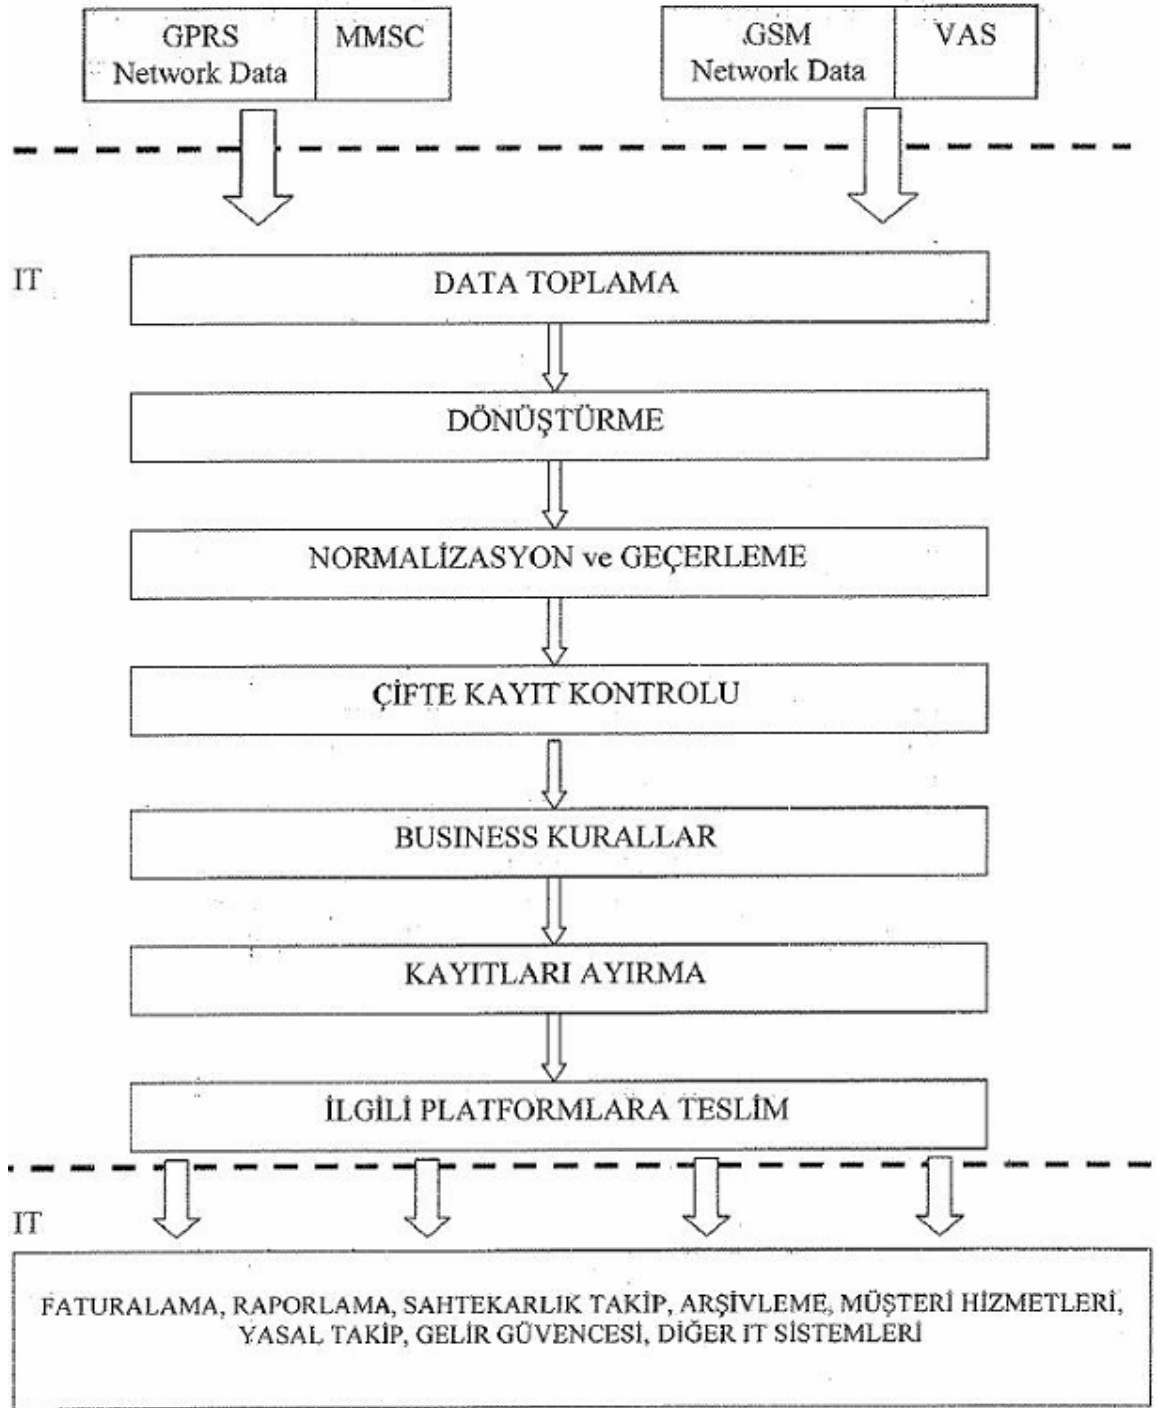 GPRS
Network Data
MMSC
GSM
Network Data
VAS
IT
DATA TOPLAMA
DÖNÜŞTÜRME
NORMALİZASYON ve GEÇERLEME
ÇİFTE KAYIT KONTROLU
BUSINESS KURALLAR
KAYITLARI AYIRMA
İLGİLİ PLATFORMLARA TESLİM
IT
FATURALAMA, RAPORLAMA, SAHTEKARLIK TAKİP, ARŞİVLEME, MÜŞTERİ HİZMETLERİ,
YASAL TAKİP, GELİR GÜVENCESİ, DİĞER IT SİSTEMLERİ